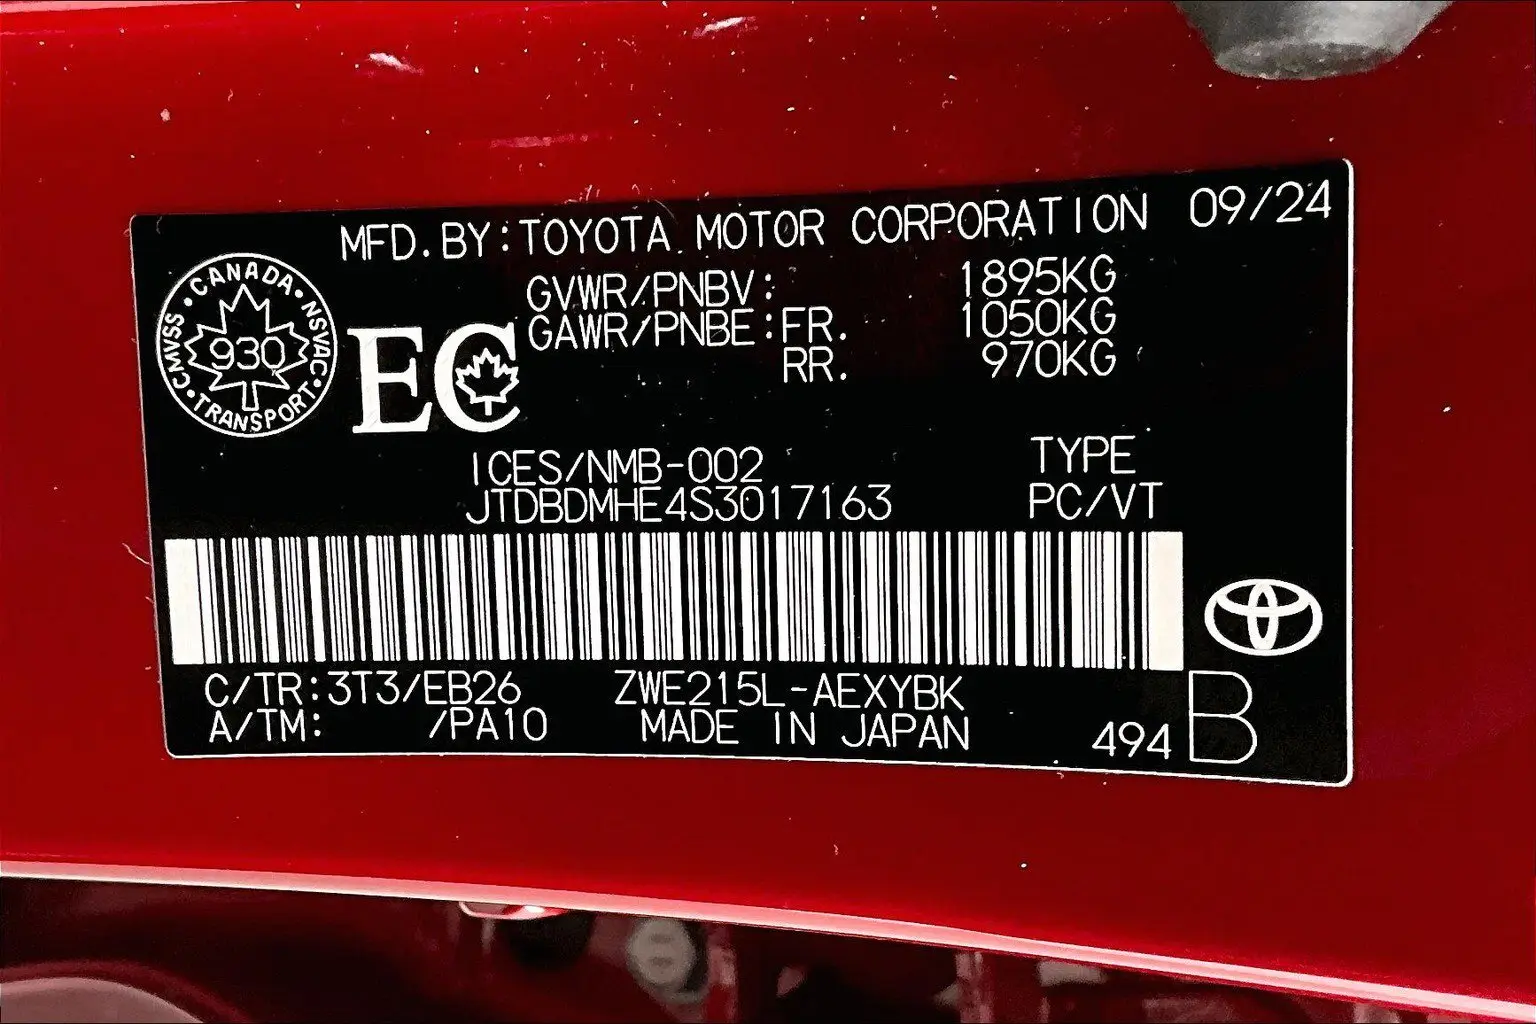 MFD.BY:TOYOTA MOTOR CORPORATION 09/24
GVWR/PNBV: 1895KG
GAWR/PNBE:FR. 1050KG
RR. 970KG
CANADA • NSVAC • TRANSPORT • CMVSS •
930
EC
ICES/NMB-002 TYPE
JTDBDMHE4S3017163 PC/VT
C/TR:3T3/EB26 ZWE215L-AEXYBK
A/TM: /PA10 MADE IN JAPAN 494 B